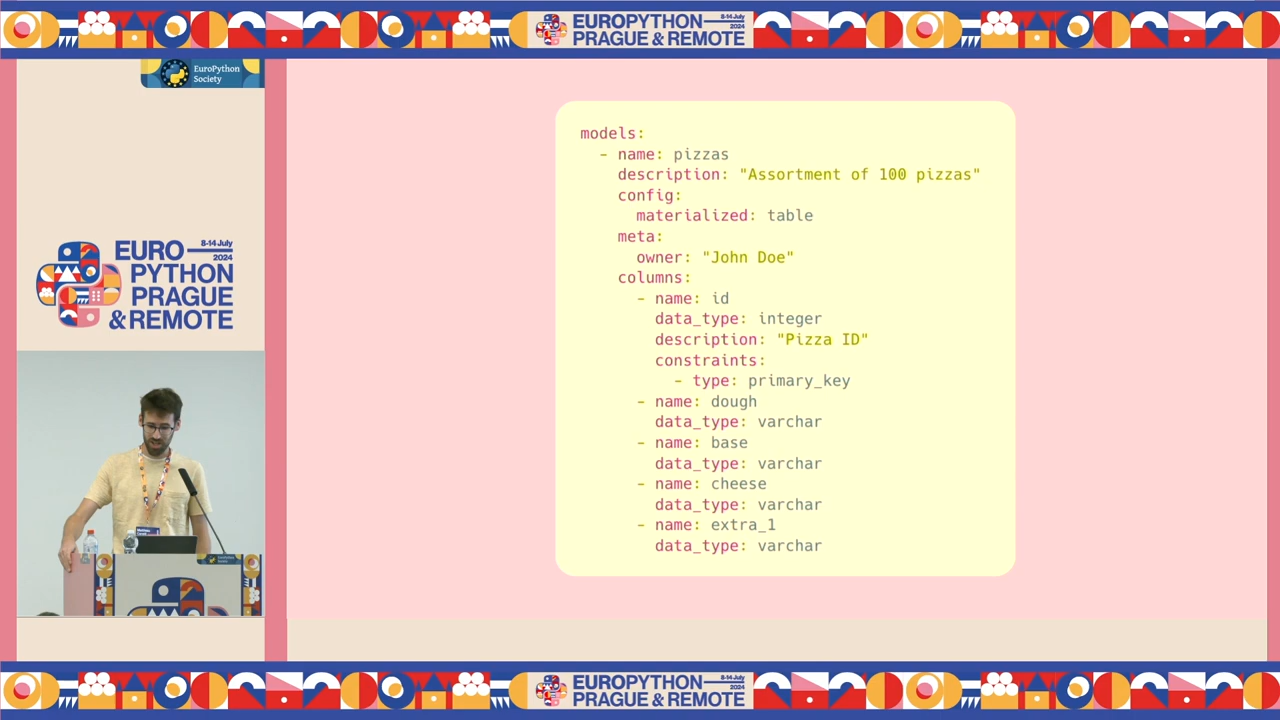 EUROPYTHON
8-14 July
2024
PRAGUE & REMOTE
EuroPython
Society
EURO
8-14 July
2024
PYTHON
PRAGUE
& REMOTE
models:
- name: pizzas
description: "Assortment of 100 pizzas"
config:
materialized: table
meta:
owner: "John Doe"
columns:
- name: id
data_type: integer
description: "Pizza ID"
constraints:
- type: primary_key
- name: dough
data_type: varchar
- name: base
data_type: varchar
- name: cheese
data_type: varchar
- name: extra_1
data_type: varchar
EUROPYTHON
8-14 July
2024
PRAGUE & REMOTE